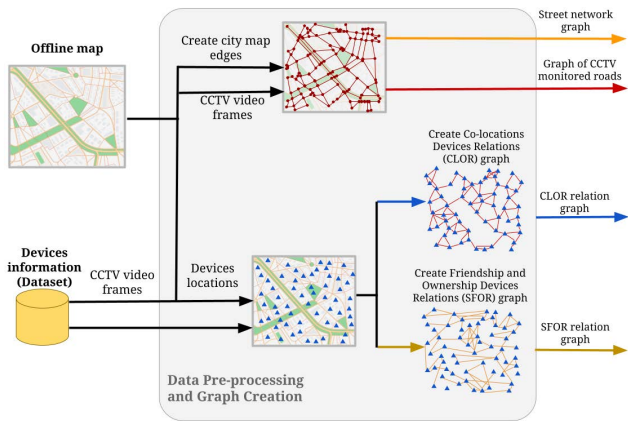 Offline map
Create city map
edges
CCTV video
frames
Street network
graph
Graph of CCTV
monitored roads
Create Co-locations
Devices Relations
(CLOR) graph
CLOR relation
graph
Devices
information
(Dataset)
CCTV video
frames
Devices
locations
Create Friendship and
Ownership Devices
Relations (SFOR) graph
SFOR relation
graph
Data Pre-processing
and Graph Creation